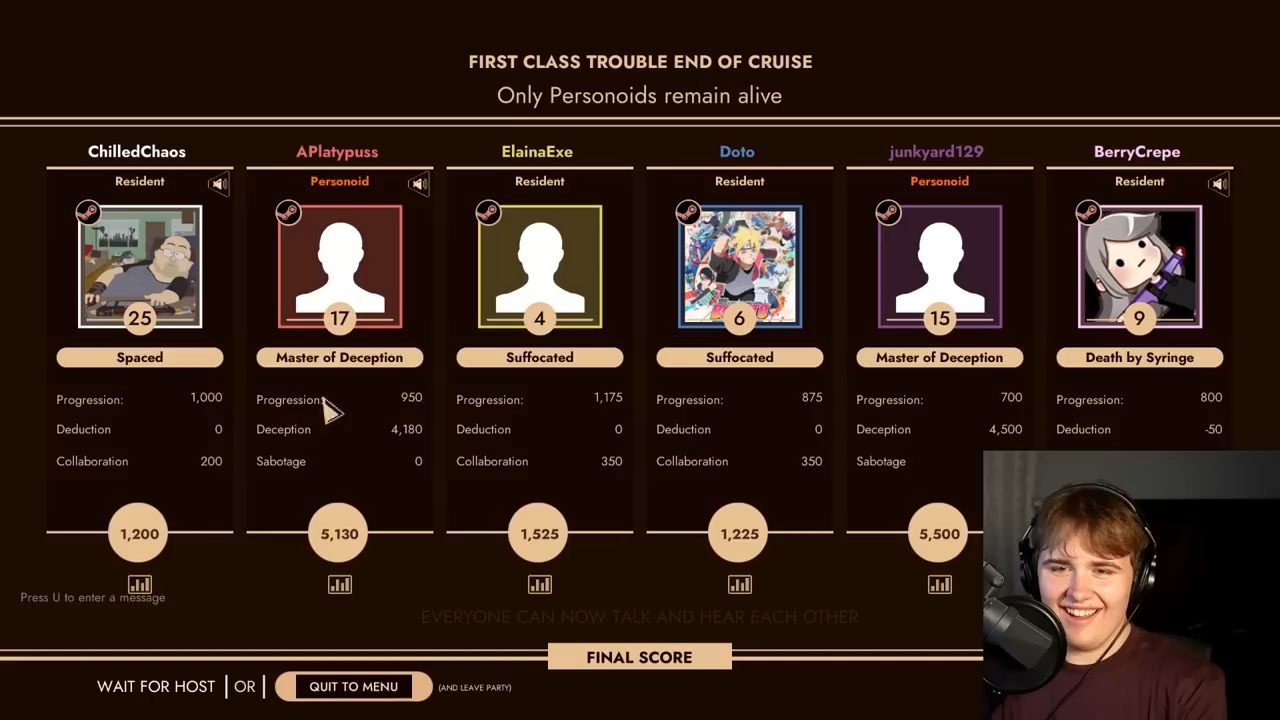 FIRST CLASS TROUBLE END OF CRUISE
Only Personoids remain alive
ChilledChaos
Resident
25
Spaced
Progression: 1,000
Deduction 0
Collaboration 200
1,200
APlatypuss
Personoid
17
Master of Deception
Progression: 950
Deception 4,180
Sabotage 0
5,130
ElainaExe
Resident
4
Suffocated
Progression: 1,175
Deduction 0
Collaboration 350
1,525
Doto
Resident
6
Suffocated
Progression: 875
Deduction 0
Collaboration 350
1,225
junkyard129
Personoid
15
Master of Deception
Progression: 700
Deception 4,500
Sabotage
5,500
BerryCrepe
Resident
9
Death by Syringe
Progression: 800
Deduction -50
Press U to enter a message
EVERYONE CAN NOW TALK AND HEAR EACH OTHER
FINAL SCORE
WAIT FOR HOST | OR | QUIT TO MENU (AND LEAVE PARTY)